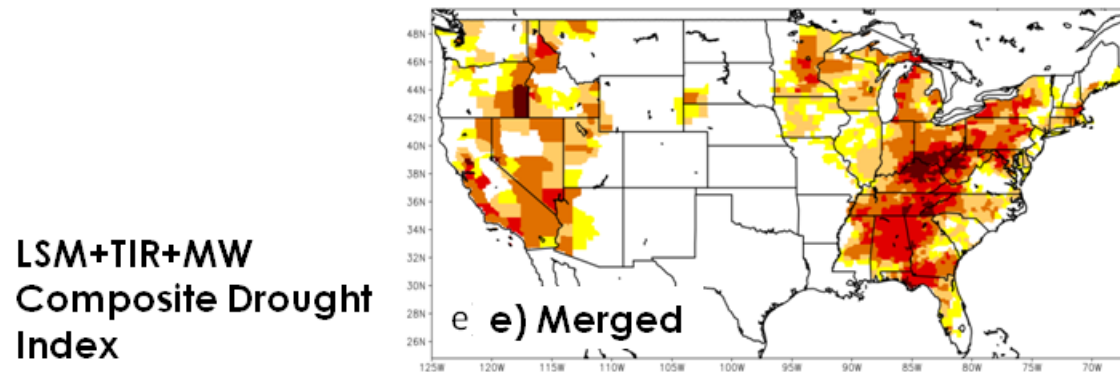 48N
46N
44N
42N
40N
38N
36N
34N
32N
30N
28N
26N
LSM+TIR+MW
Composite Drought
Index
e e) Merged
125W 120W 115W 110W 105W 100W 95W 90W 85W 80W 75W 70W